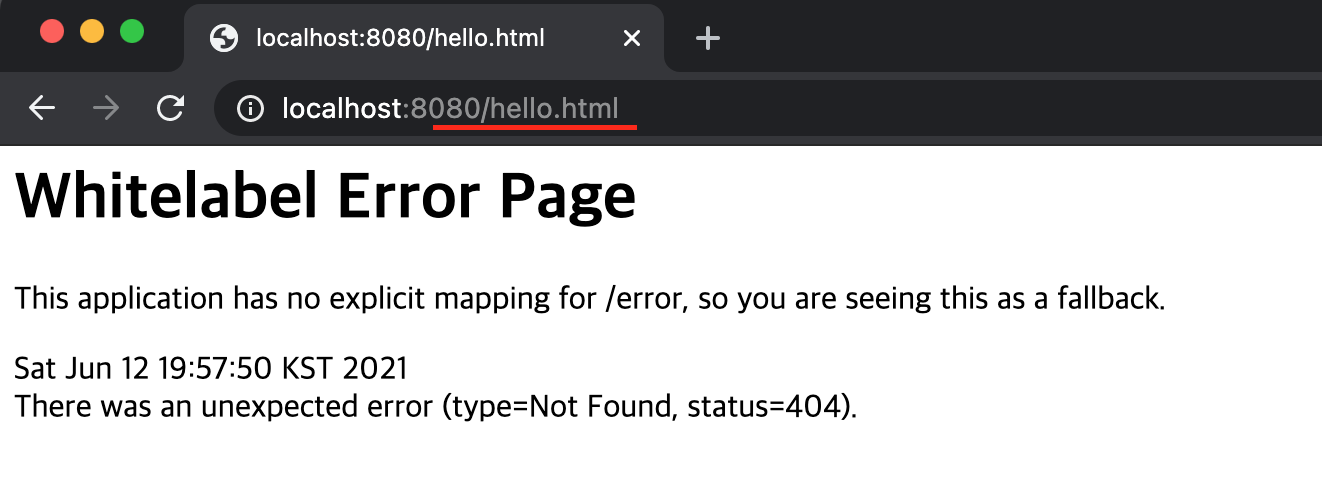 localhost:8080/hello.html
localhost:8080/hello.html
Whitelabel Error Page
This application has no explicit mapping for /error, so you are seeing this as a fallback.
Sat Jun 12 19:57:50 KST 2021
There was an unexpected error (type=Not Found, status=404).